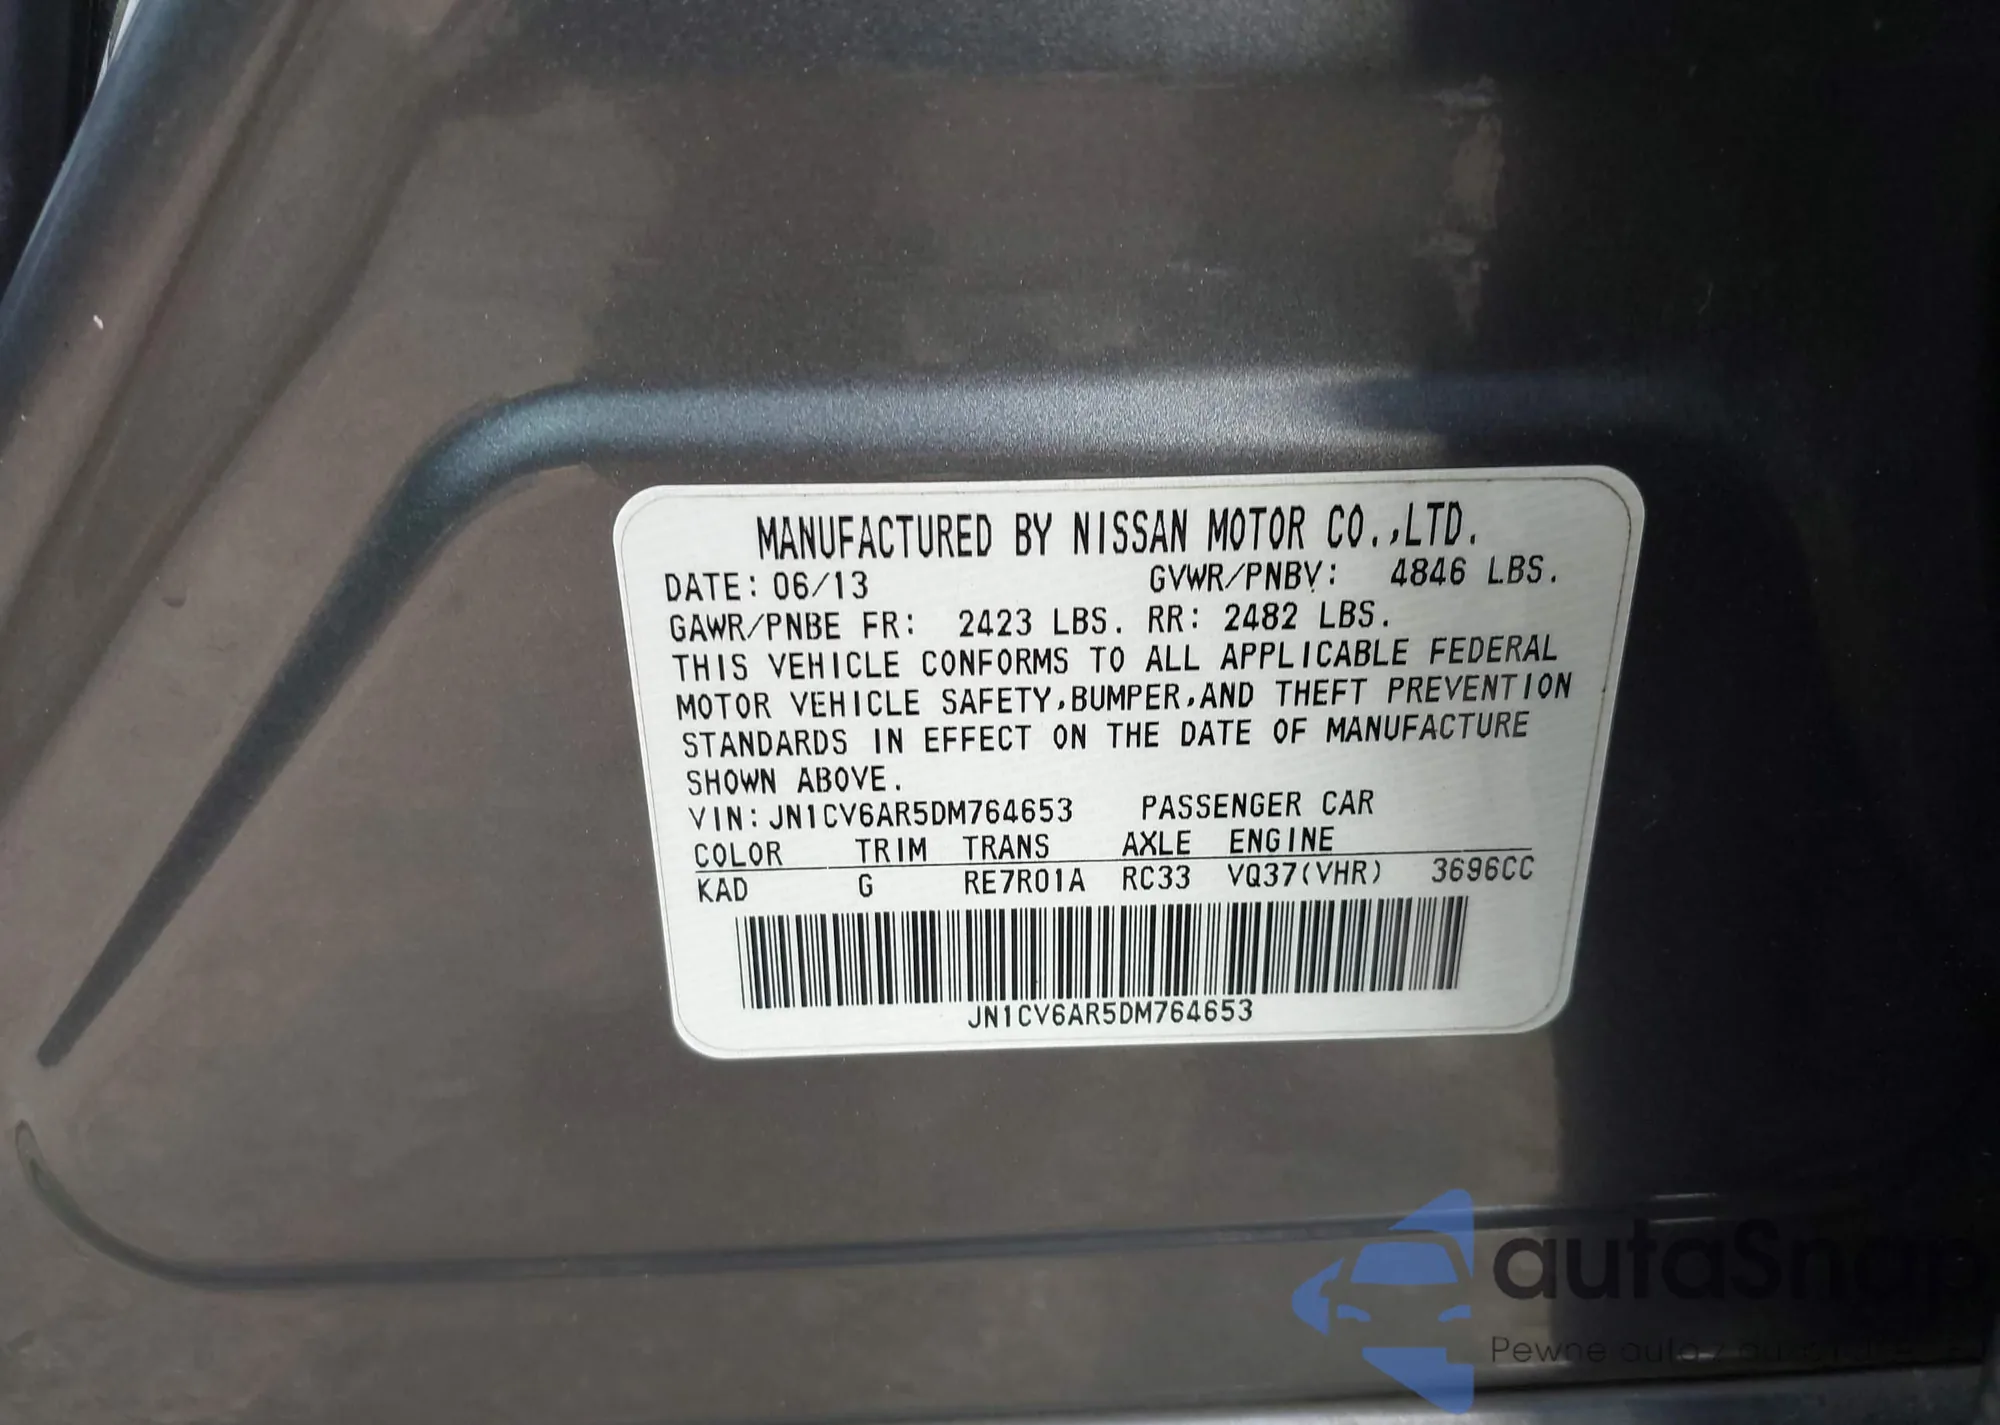 MANUFACTURED BY NISSAN MOTOR CO.,LTD.
DATE: 06/13 GVWR/PNBV: 4846 LBS.
GAWR/PNBE FR: 2423 LBS. RR: 2482 LBS.
THIS VEHICLE CONFORMS TO ALL APPLICABLE FEDERAL
MOTOR VEHICLE SAFETY,BUMPER,AND THEFT PREVENTION
STANDARDS IN EFFECT ON THE DATE OF MANUFACTURE
SHOWN ABOVE.
VIN: JN1CV6AR5DM764653 PASSENGER CAR
COLOR TRIM TRANS AXLE ENGINE
KAD G RE7R01A RC33 VQ37(VHR) 3696CC
JN1CV6AR5DM764653
autaSnap
Pewne auta z